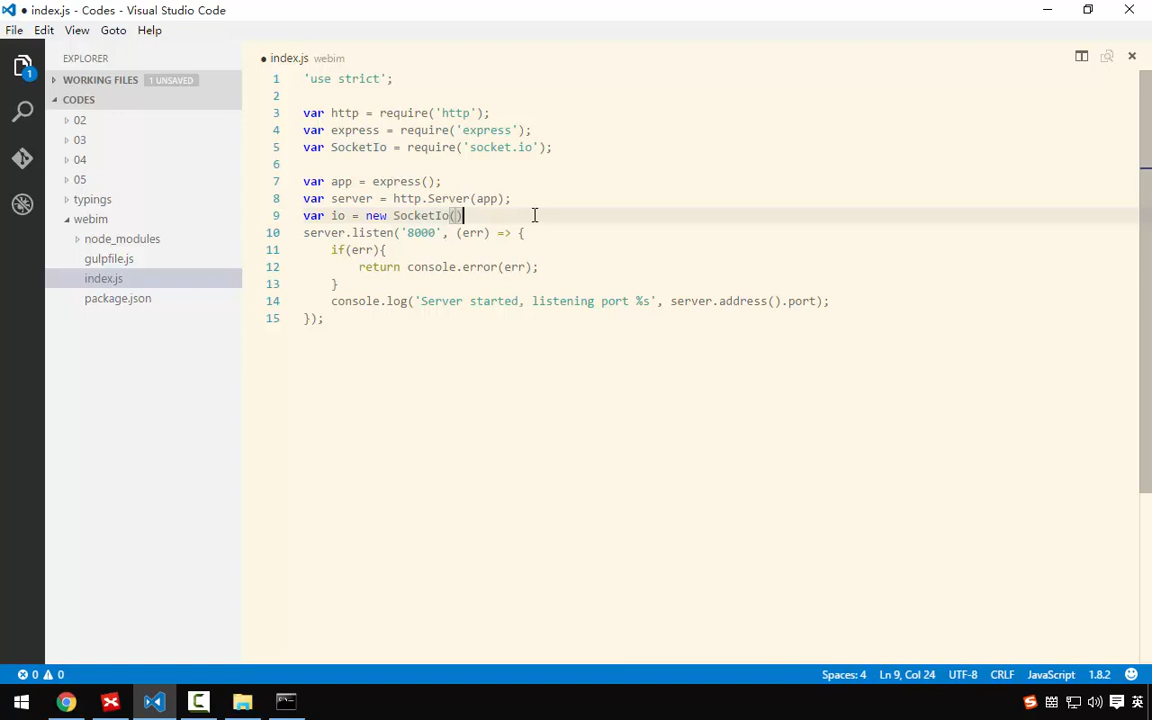 index.js - Codes - Visual Studio Code
File Edit View Goto Help
EXPLORER
WORKING FILES 1 UNSAVED
CODES
02
03
04
05
typings
webim
node_modules
gulpfile.js
index.js
package.json
1
● index.js webim
1 'use strict';
2
3 var http = require('http');
4 var express = require('express');
5 var SocketIo = require('socket.io');
6
7 var app = express();
8 var server = http.Server(app);
9 var io = new SocketIo()
10 server.listen('8000', (err) => {
11 if(err){
12 return console.error(err);
13 }
14 console.log('Server started, listening port %s', server.address().port);
15 });
0 0
Spaces: 4 Ln 9, Col 24 UTF-8 CRLF JavaScript 1.8.2
英